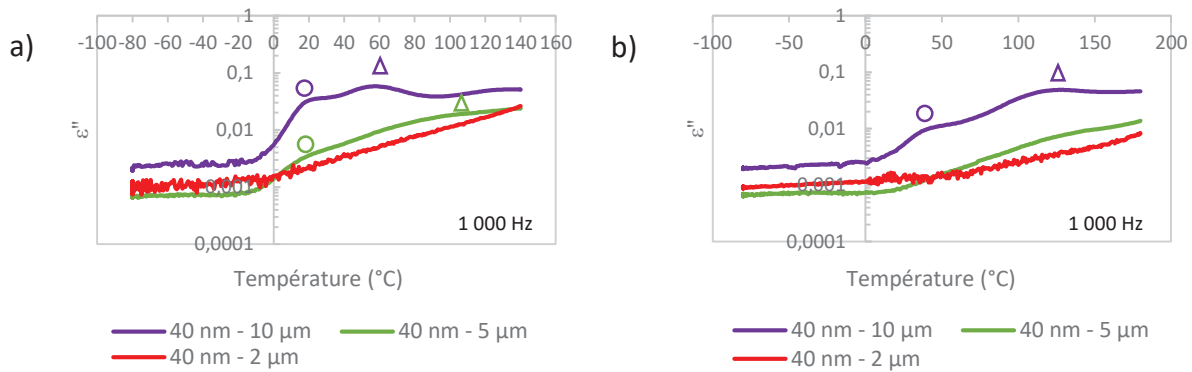 a)
1
-100 -80 -60 -40 -20 0 20 40 60 80 100 120 140 160
0,1
0,01
0,001
0,0001
ε"
1 000 Hz
Température (°C)
40 nm - 10 µm
40 nm - 5 µm
40 nm - 2 µm
b)
1
-100 -50 0 50 100 150 200
0,1
0,01
0,001
0,0001
ε"
1 000 Hz
Température (°C)
40 nm - 10 µm
40 nm - 5 µm
40 nm - 2 µm